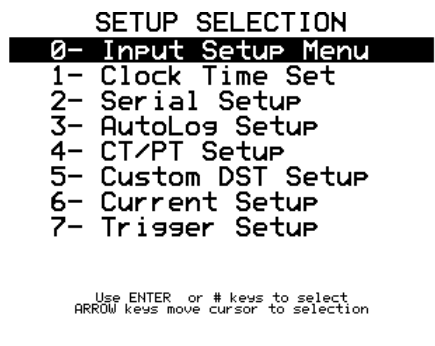 SETUP SELECTION
0- Input Setup Menu
1- Clock Time Set
2- Serial Setup
3- AutoLog Setup
4- CT/PT Setup
5- Custom DST Setup
6- Current Setup
7- Trigger Setup
Use ENTER or # keys to select
ARROW keys move cursor to selection